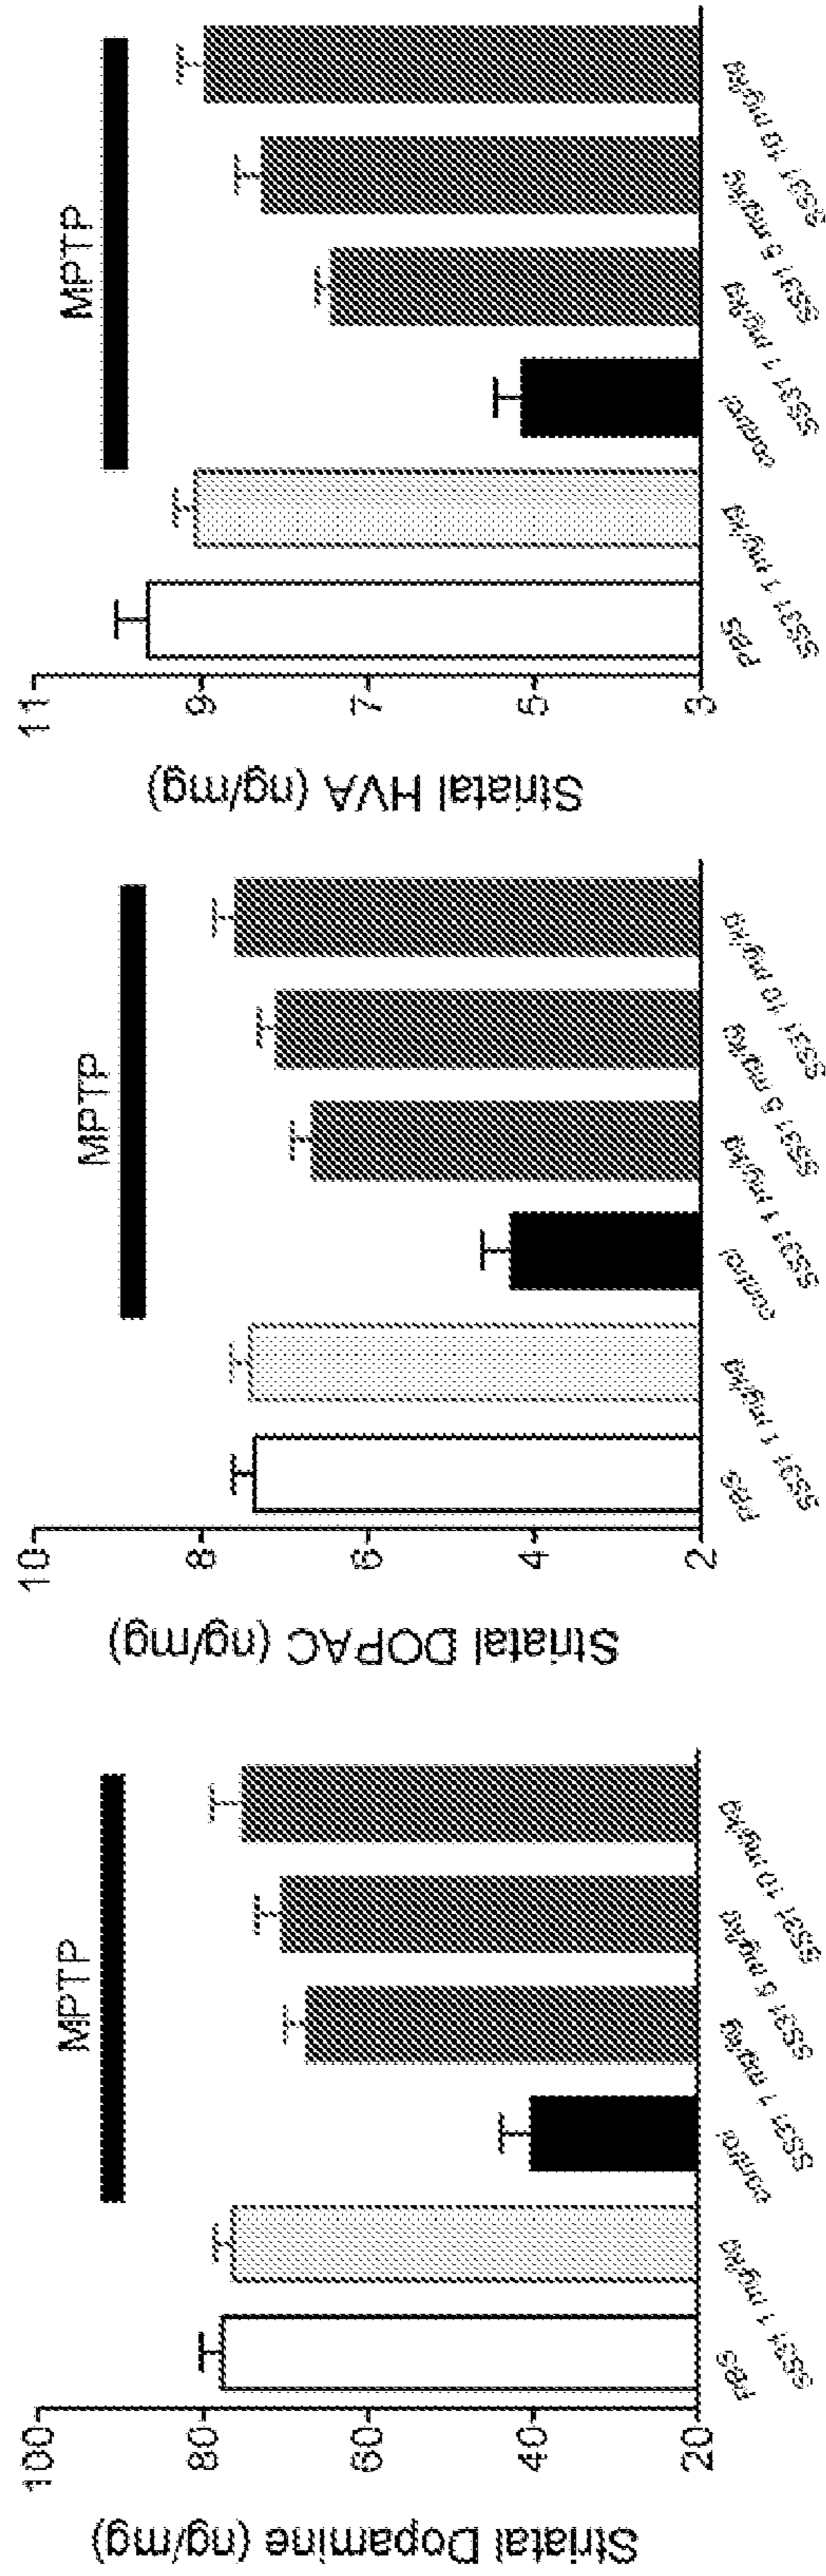 Striatal Dopamine (ng/mg)
100
80
60
40
20
MPTP
PBS
SS31 1 mg/kg
control
SS31 1 mg/kg
SS31 5 mg/kg
SS31 10 mg/kg
Striatal DOPAC (ng/mg)
10
8
6
4
2
MPTP
PBS
SS31 1 mg/kg
control
SS31 1 mg/kg
SS31 5 mg/kg
SS31 10 mg/kg
Striatal HVA (ng/mg)
11
9
7
5
3
MPTP
PBS
SS31 1 mg/kg
control
SS31 1 mg/kg
SS31 5 mg/kg
SS31 10 mg/kg